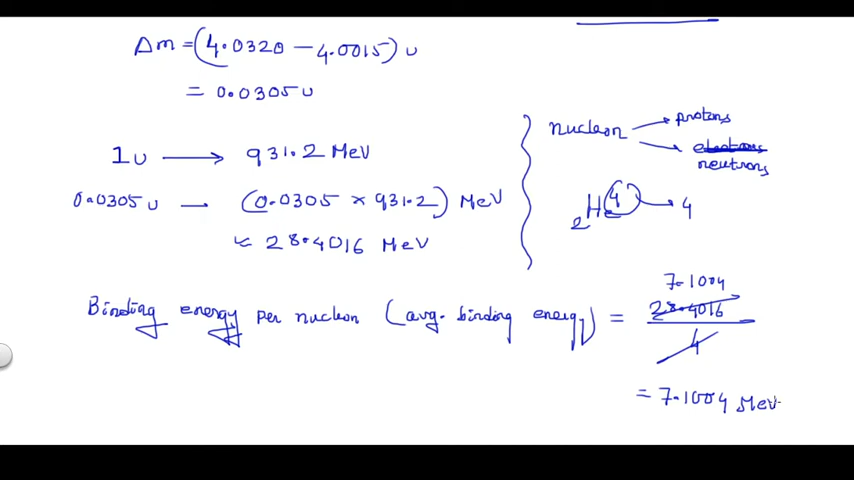 Δm = (4.0320 − 4.0015) u
= 0.0305 u
1u ⟶ 931.2 MeV
0.0305 u ⟶ (0.0305 × 931.2) MeV
≈ 28.4016 MeV
nucleon → protons
→ electrons
neutrons
₂He⁴ → 4
Binding energy per nucleon (avg. binding energy) = 28.4016 / 4
7.1004
= 7.1004 MeV